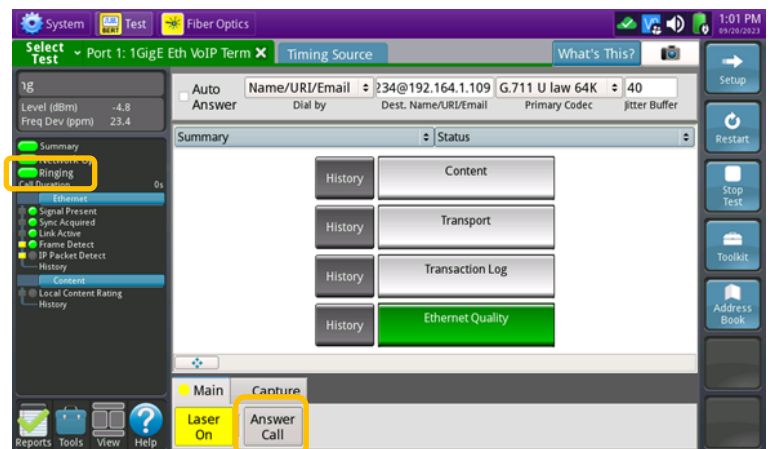 System
Test
BERT
Fiber Optics
1:01 PM
09/20/2023
Select Test
Port 1: 1GigE Eth VoIP Term
Timing Source
What's This?
Level (dBm) -4.8
Freq Dev (ppm) 23.4
Summary
Ringing
Call Duration 0s
Ethernet
Signal Present
Sync Acquired
Link Active
Frame Detect
IP Packet Detect
History
Content
Local Content Rating
History
Auto Answer
Name/URI/Email
234@192.164.1.109
G.711 U law 64K
40
Dial by
Dest. Name/URI/Email
Primary Codec
Jitter Buffer
Summary
Status
History
Content
History
Transport
History
Transaction Log
History
Ethernet Quality
Main
Capture
Laser On
Answer Call
Reports
Tools
View
Help
Setup
Restart
Stop Test
Toolkit
Address Book